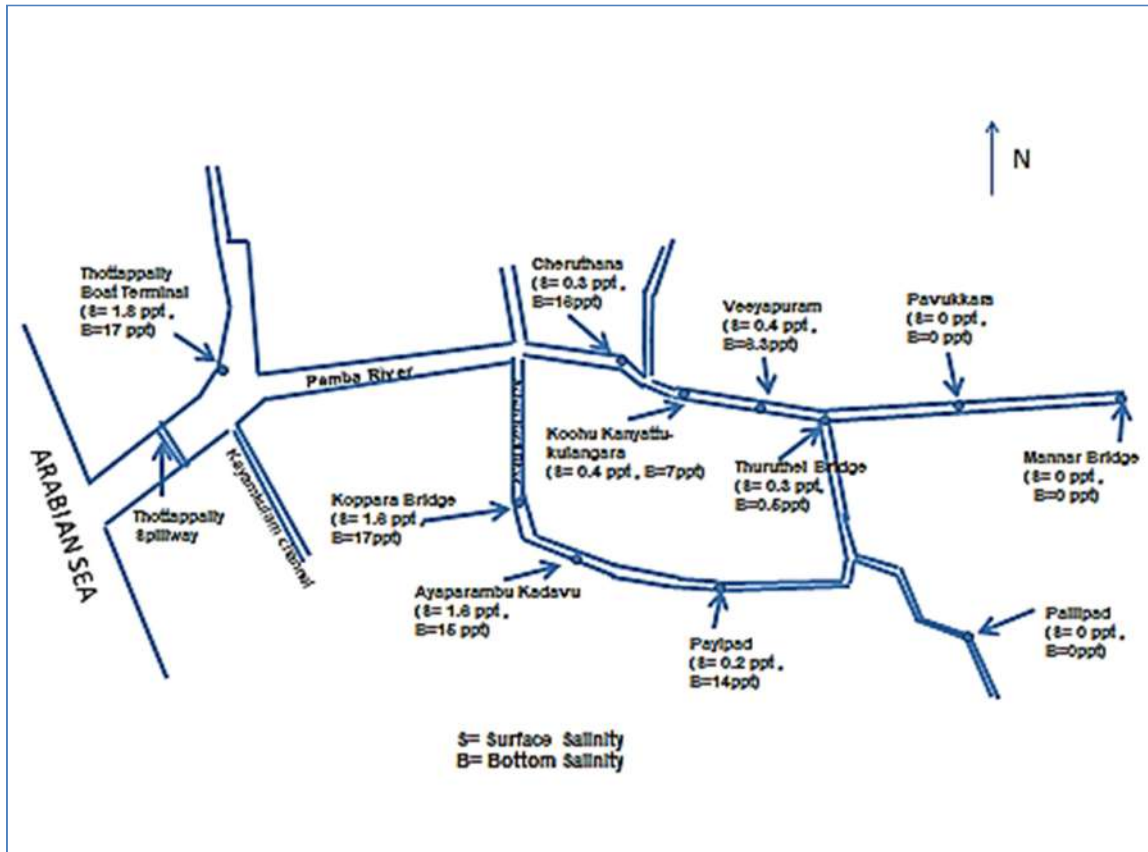 N
Thottappally
Boat Terminal
(S= 1.8 ppt ,
B=17 ppt)
Cheruthana
(S= 0.3 ppt ,
B=16ppt)
Veeyapuram
(S= 0.4 ppt ,
B=6.3ppt)
Pavukkara
(S= 0 ppt ,
B=0 ppt)
Pamba River
Koohu Kanyattu-
kulangara
(S= 0.4 ppt , B=7ppt)
Thuruthel Bridge
(S= 0.3 ppt ,
B=0.5ppt)
Mannar Bridge
(S= 0 ppt ,
B=0 ppt)
ARABIAN SEA
Thottappally
Spillway
Kayamkulam channel
Koppara Bridge
(S= 1.6 ppt ,
B=17ppt)
Ayaparambu Kadavu
(S= 1.6 ppt ,
B=15 ppt)
Payipad
(S= 0.2 ppt ,
B=14ppt)
Pallipad
(S= 0 ppt ,
B=0ppt)
S= Surface Salinity
B= Bottom Salinity